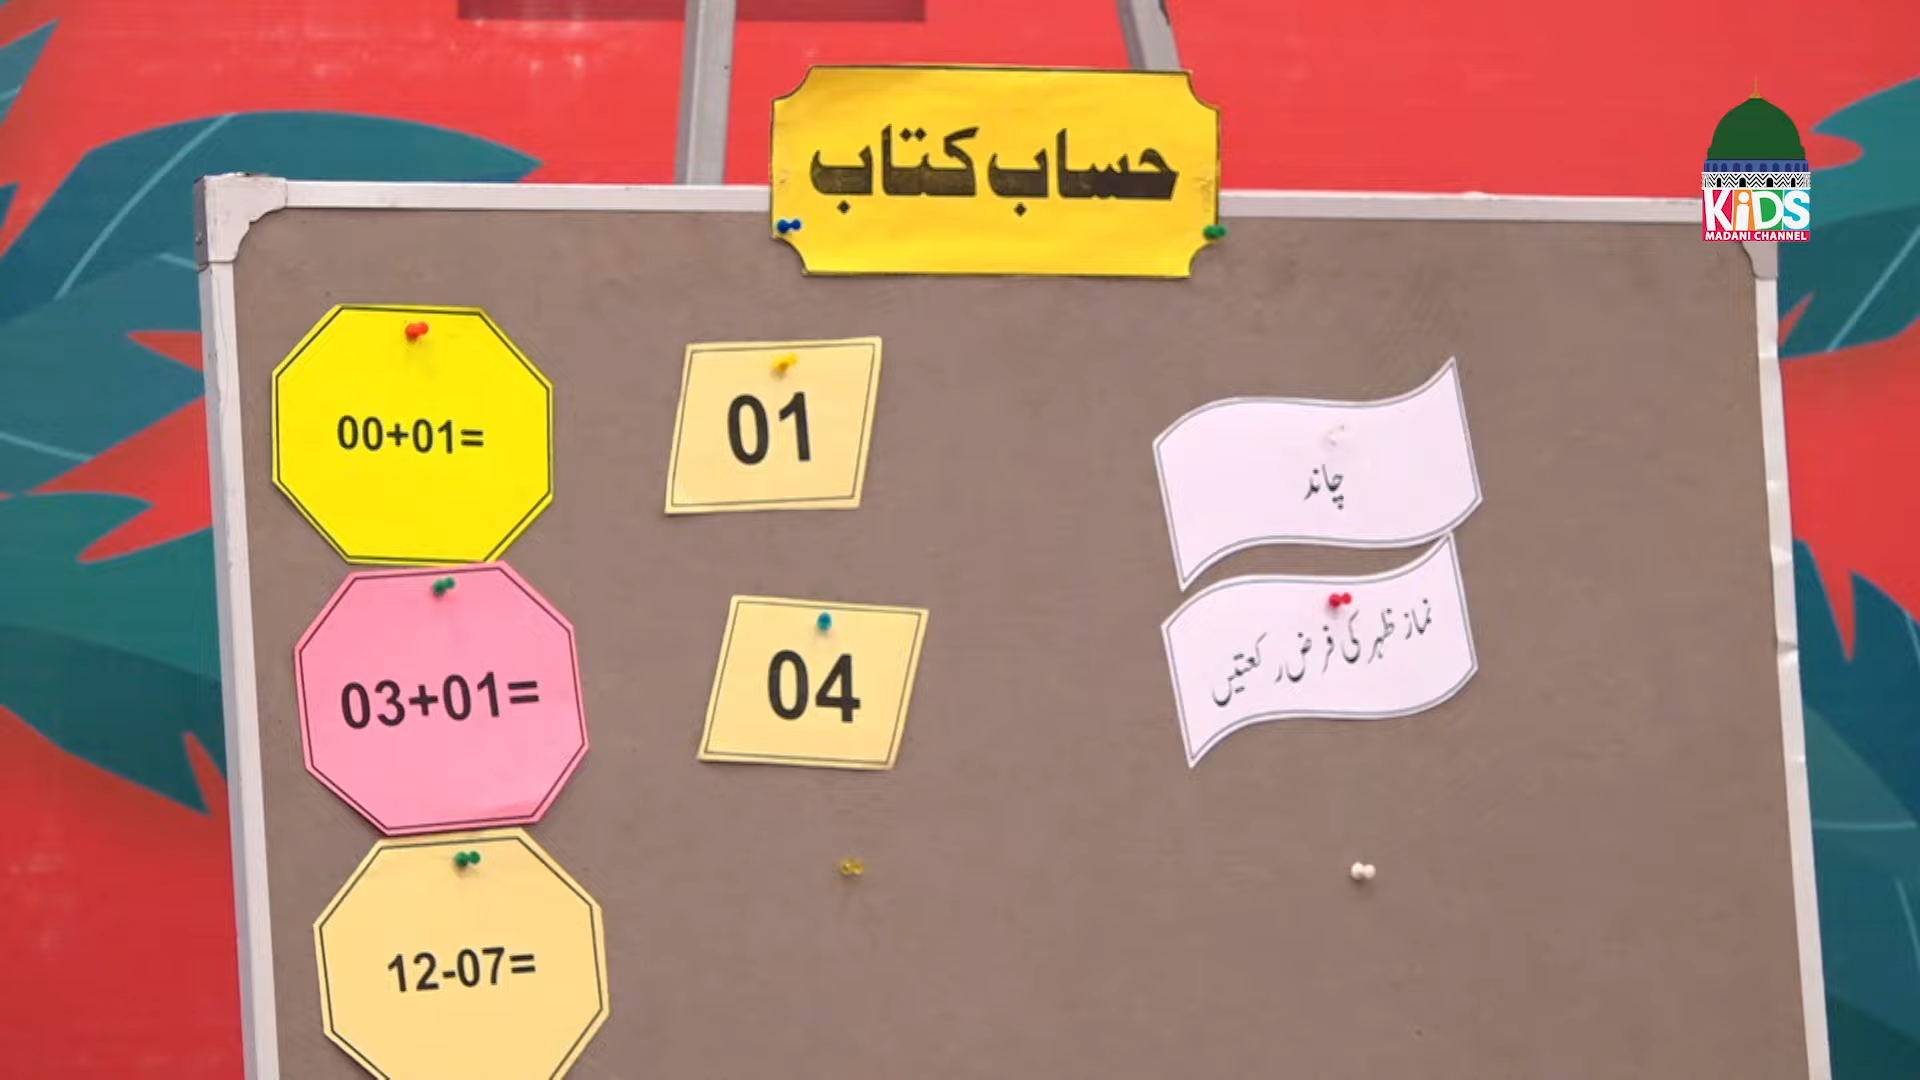 حساب کتاب
KiDS
MADANI CHANNEL
00+01=
01
چاند
03+01=
04
نماز ظہر کی فرض رکعتیں
12-07=